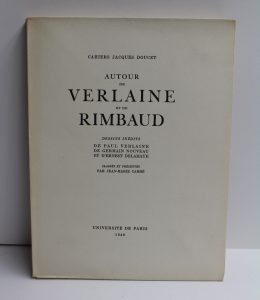 CAHIERS JACQUES DOUCET
AUTOUR
DE
VERLAINE
ET DE
RIMBAUD
DESSINS INÉDITS
DE PAUL VERLAINE
DE GERMAIN NOUVEAU
ET D'ERNEST DELAHAYE
CLASSÉS ET PRÉSENTÉS
PAR JEAN-MARIE CARRÉ
UNIVERSITÉ DE PARIS
1949